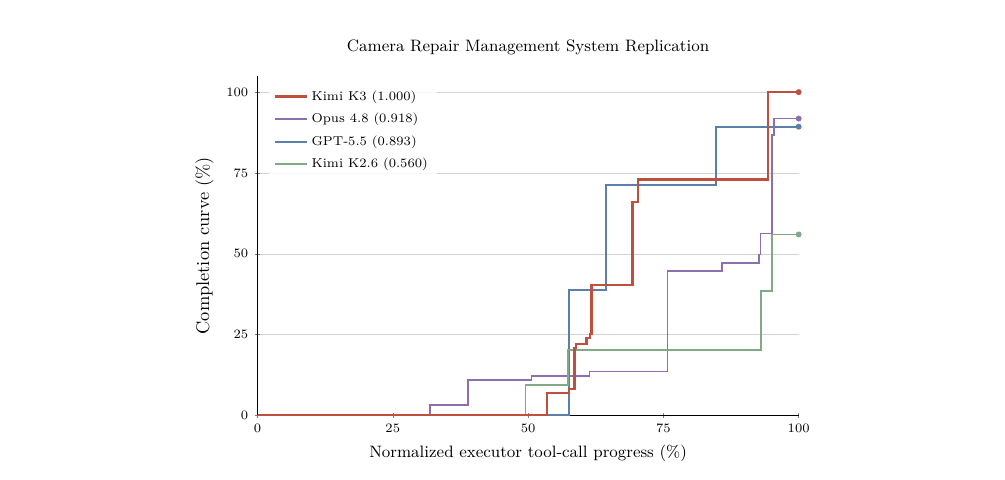 Camera Repair Management System Replication
Kimi K3 (1.000)
Opus 4.8 (0.918)
GPT-5.5 (0.893)
Kimi K2.6 (0.560)
Completion curve (%)
100
75
50
25
0
0 25 50 75 100
Normalized executor tool-call progress (%)